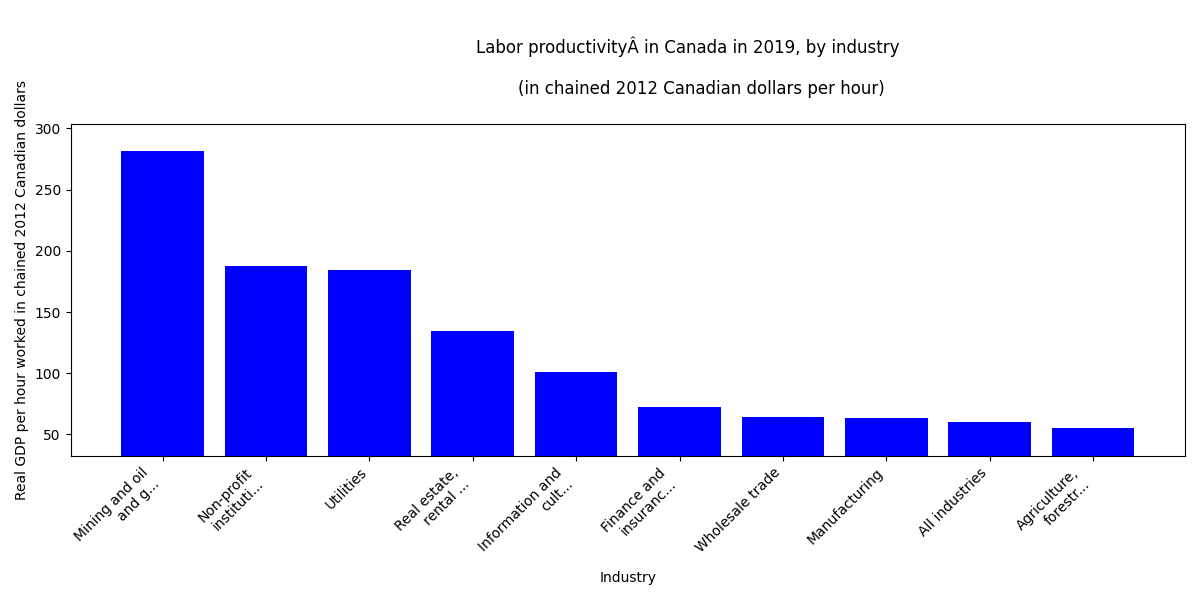 Labor productivityÂ in Canada in 2019, by industry
(in chained 2012 Canadian dollars per hour)
Real GDP per hour worked in chained 2012 Canadian dollars
300
250
200
150
100
50
Mining and oil
and g...
Non-profit
instituti...
Utilities
Real estate,
rental ...
Information and
cult...
Finance and
insuranc...
Wholesale trade
Manufacturing
All industries
Agriculture,
forestr...
Industry